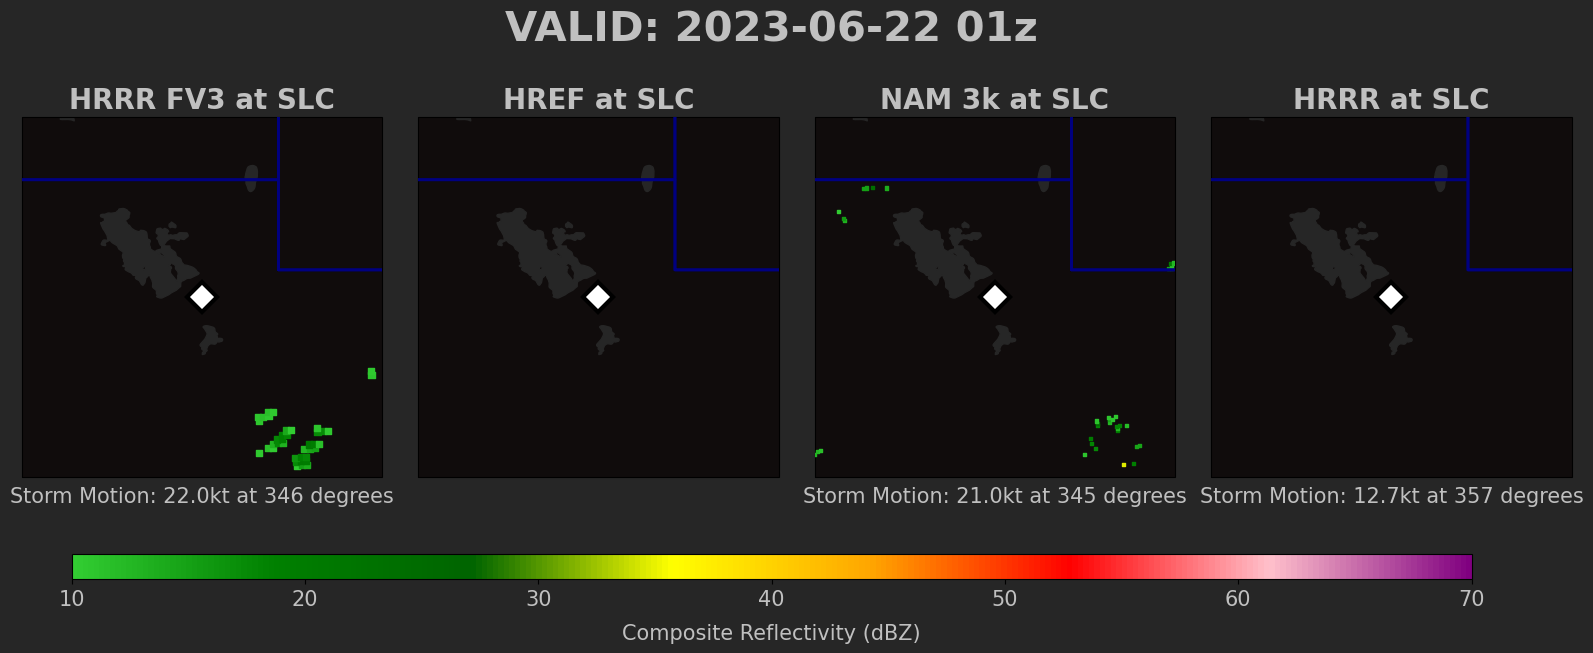 VALID: 2023-06-22 01z
HRRR FV3 at SLC
HREF at SLC
NAM 3k at SLC
HRRR at SLC
Storm Motion: 22.0kt at 346 degrees
Storm Motion: 21.0kt at 345 degrees
Storm Motion: 12.7kt at 357 degrees
10 20 30 40 50 60 70
Composite Reflectivity (dBZ)